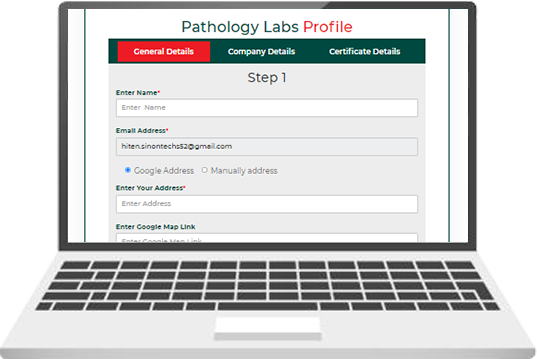 Pathology Labs Profile
General Details Company Details Certificate Details
Step 1
Enter Name*
Enter Name
Email Address*
hiten.sinontechs52@gmail.com
Google Address Manually address
Enter Your Address*
Enter Address
Enter Google Map Link
Enter Google Map Link